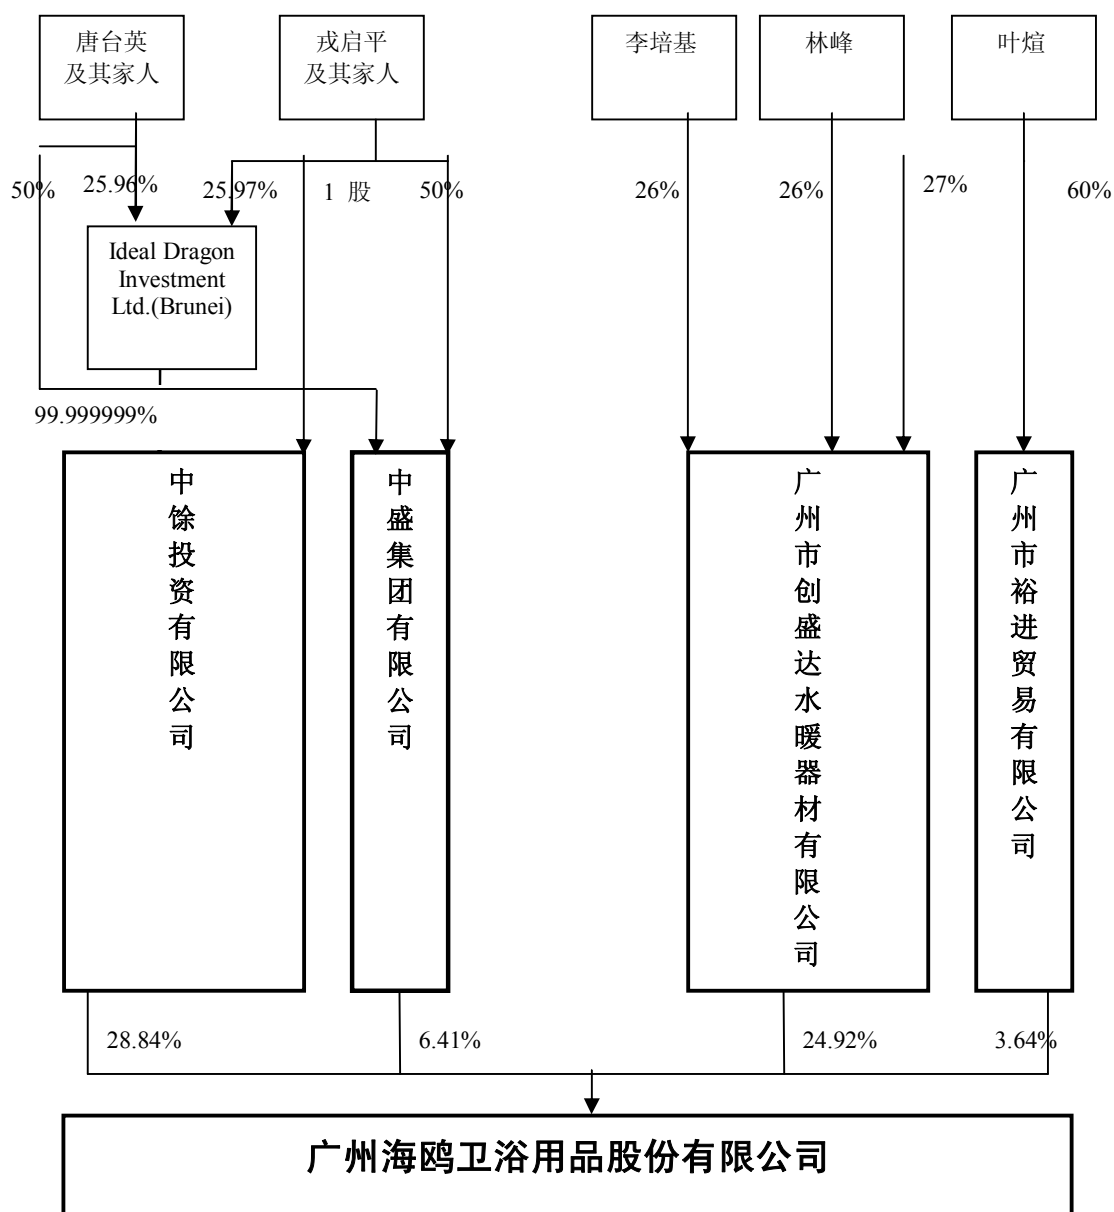 唐台英
及其家人
戎启平
及其家人
李培基
林峰
叶煊
50%
25.96%
25.97%
1 股
50%
26%
26%
27%
60%
Ideal Dragon
Investment
Ltd.(Brunei)
99.999999%
中馀投资有限公司
中盛集团有限公司
广州市创盛达水暖器材有限公司
广州市裕进贸易有限公司
28.84%
6.41%
24.92%
3.64%
广州海鸥卫浴用品股份有限公司